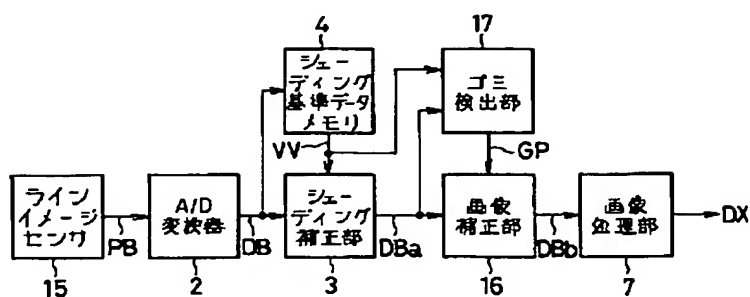 4
シェー
ディング
基準データ
メモリ
17
ゴミ
検出部
VV
GP
ライン
イメージ
センサ
15
PB
A/D
変換器
2
DB
シェー
ディング
補正部
3
DBa
画像
補正部
16
DBb
画像
処理部
7
DX